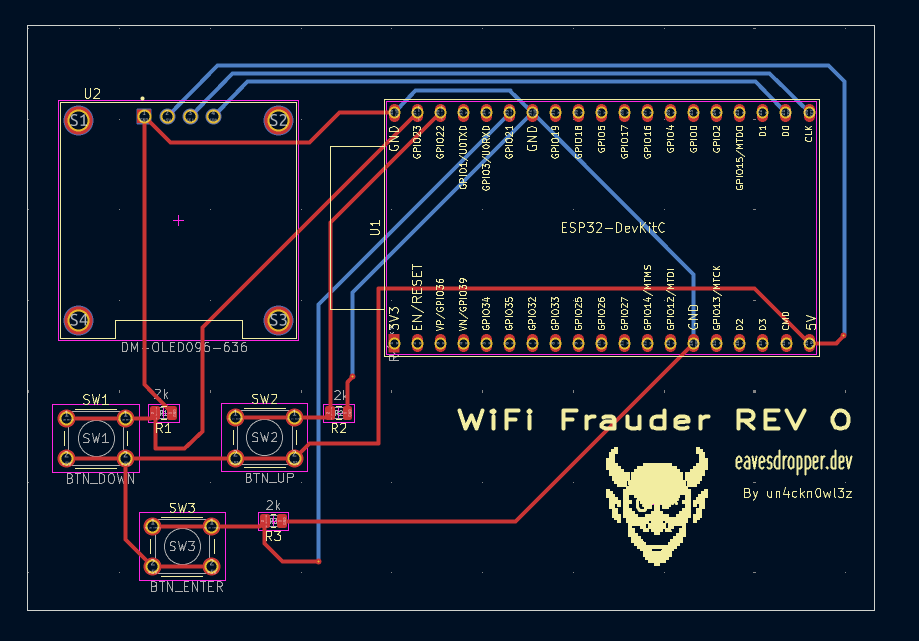 U2
S1
S2
S4
S3
DM-OLED096-636
U1
GND
GPIO23
GPIO22
GPIO1/U0TXD
GPIO3/U0RXD
GPIO21
GND
GPIO19
GPIO18
GPIO5
GPIO17
GPIO16
GPIO4
GPIO0
GPIO2
GPIO15/MTDO
D1
D0
CLK
ESP32-DevKitC
3V3
EN/RESET
VP/GPIO36
VN/GPIO39
GPIO34
GPIO35
GPIO32
GPIO33
GPIO25
GPIO26
GPIO27
GPIO14/MTMS
GPIO12/MTDI
GND
GPIO13/MTCK
D2
D3
CMD
5V
SW1
SW1
BTN_DOWN
2k
R1
R1
SW2
SW2
BTN_UP
2k
R2
R2
SW3
SW3
BTN_ENTER
2k
R3
R3
WiFi Frauder REV 0
eavesdropper.dev
By un4ckn0wl3z